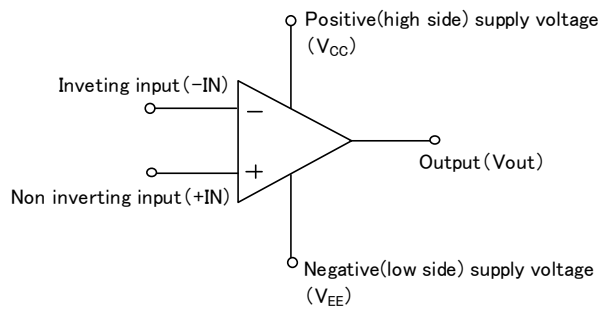 Positive(high side) supply voltage
(VCC)
Inveting input(-IN)
−
+
Output(Vout)
Non inverting input(+IN)
Negative(low side) supply voltage
(VEE)